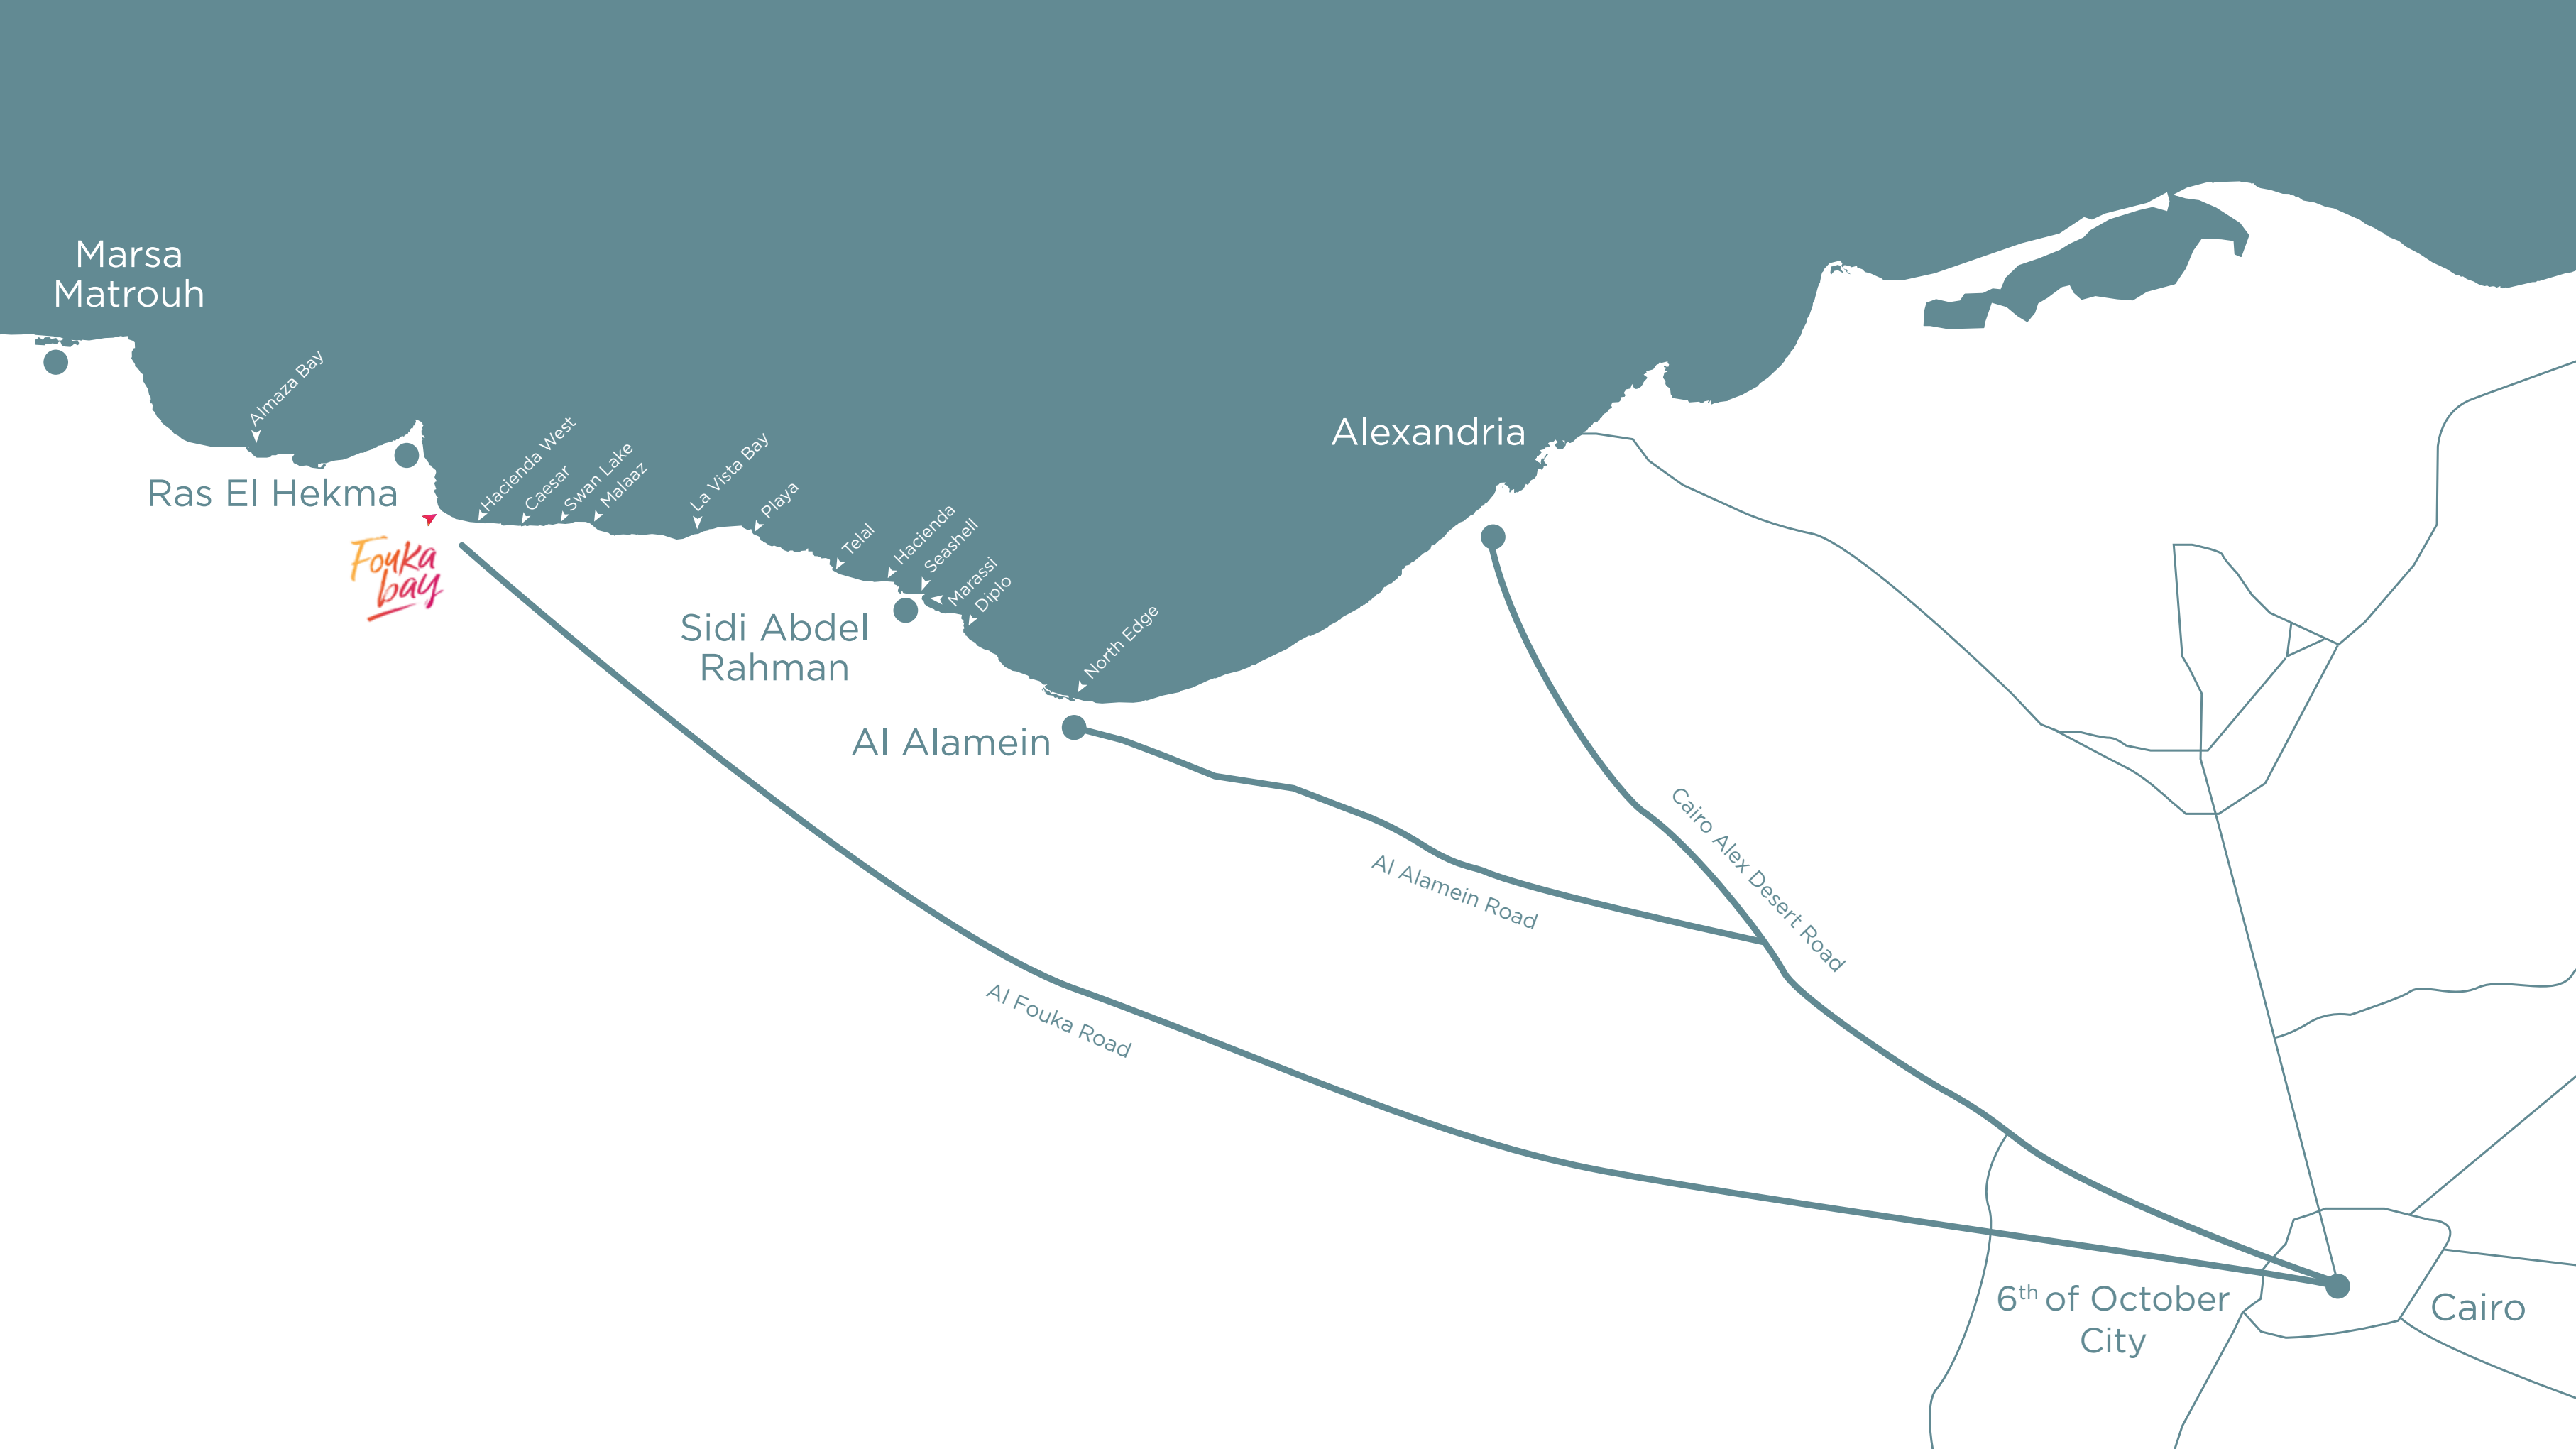 Marsa
Matrouh
Almaza Bay
Ras El Hekma
Fouka
bay
Hacienda West
Caesar
Swan Lake
Malaaz
La Vista Bay
Playa
Telal
Hacienda
Seashell
Marassi
Diplo
North Edge
Sidi Abdel
Rahman
Al Alamein
Alexandria
Cairo Alex Desert Road
Al Alamein Road
Al Fouka Road
6th of October
City
Cairo